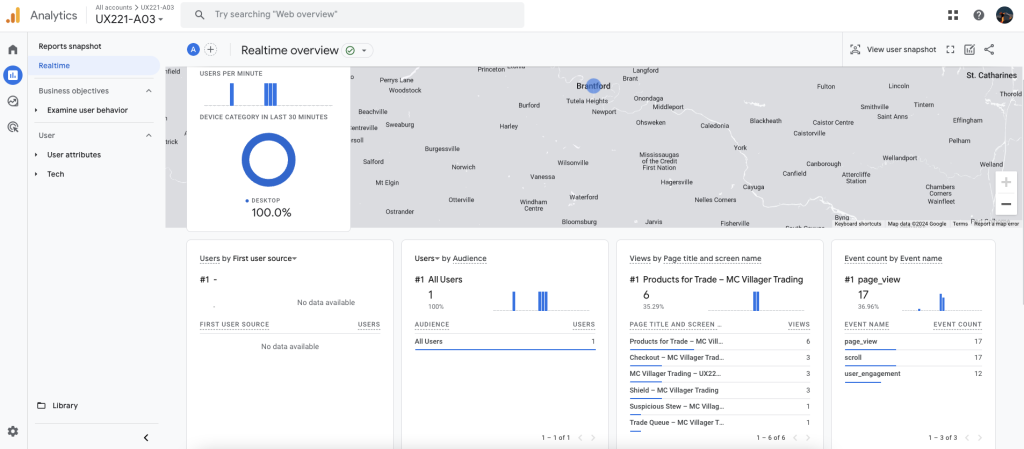 Analytics
All accounts > UX221-A03
UX221-A03
Try searching "Web overview"
Reports snapshot
Realtime
Business objectives
Examine user behavior
User
User attributes
Tech
Library
A
Realtime overview
View user snapshot
USERS PER MINUTE
DEVICE CATEGORY IN LAST 30 MINUTES
DESKTOP
100.0%
Princeton
Perrys Lane
Woodstock
Beachville
Sweaburg
Salford
Mt Elgin
Ostrander
Burgessville
Norwich
Otterville
Burford
Harley
Vanessa
Windham
Centre
Brantford
Tutela Heights
Newport
Langford
Brant
Onondaga
Middleport
Ohsweken
Wilsonville
Waterford
Bloomsburg
Mississaugas
of the Credit
First Nation
Hagersville
Jarvis
Caledonia
York
Nelles Corners
Cayuga
Fisherville
Blackheath
Fulton
Caistor Centre
Caistorville
Canborough
Canfield
Attercliffe
Station
Byng
Smithville
Saint Anns
Lincoln
Tintern
Wellandport
Chambers
Corners
Wainfleet
St. Catharines
Thorold
Effingham
Pelham
Welland
Keyboard shortcuts
Map data ©2024 Google
Terms
Report a map error
Users by First user source
#1 -
No data available
FIRST USER SOURCE USERS
No data available
Users by Audience
#1 All Users
1
100%
AUDIENCE USERS
All Users 1
1 – 1 of 1
Views by Page title and screen name
#1 Products for Trade – MC Villager Trading
6
35.29%
PAGE TITLE AND SCREEN … VIEWS
Products for Trade – MC Vill... 6
Checkout – MC Villager Trad... 3
MC Villager Trading – UX22... 3
Shield – MC Villager Trading 3
Suspicious Stew – MC Villag... 1
Trade Queue – MC Villager T... 1
1 – 6 of 6
Event count by Event name
#1 page_view
17
36.96%
EVENT NAME EVENT COUNT
page_view 17
scroll 17
user_engagement 12
1 – 3 of 3